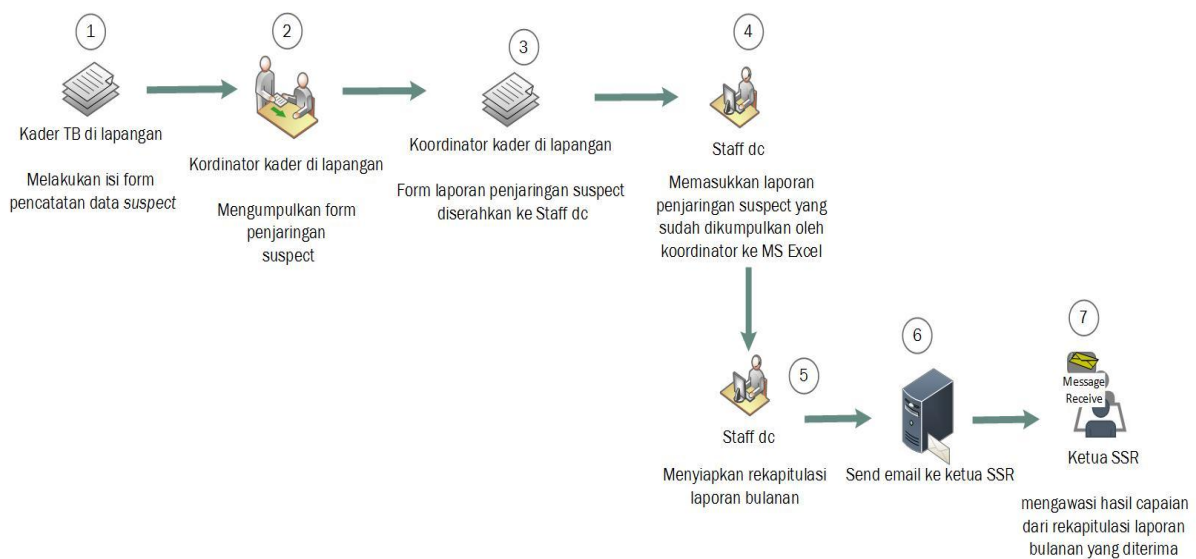 1
Kader TB di lapangan
Melakukan isi form
pencatatan data suspect
2
Kordinator kader di lapangan
Mengumpulkan form
penjaringan
suspect
3
Koordinator kader di lapangan
Form laporan penjaringan suspect
diserahkan ke Staff dc
4
Staff dc
Memasukkan laporan
penjaringan suspect yang
sudah dikumpulkan oleh
koordinator ke MS Excel
5
Staff dc
Menyiapkan rekapitulasi
laporan bulanan
6
Send email ke ketua SSR
7
Message
Receive
Ketua SSR
mengawasi hasil capaian
dari rekapitulasi laporan
bulanan yang diterima